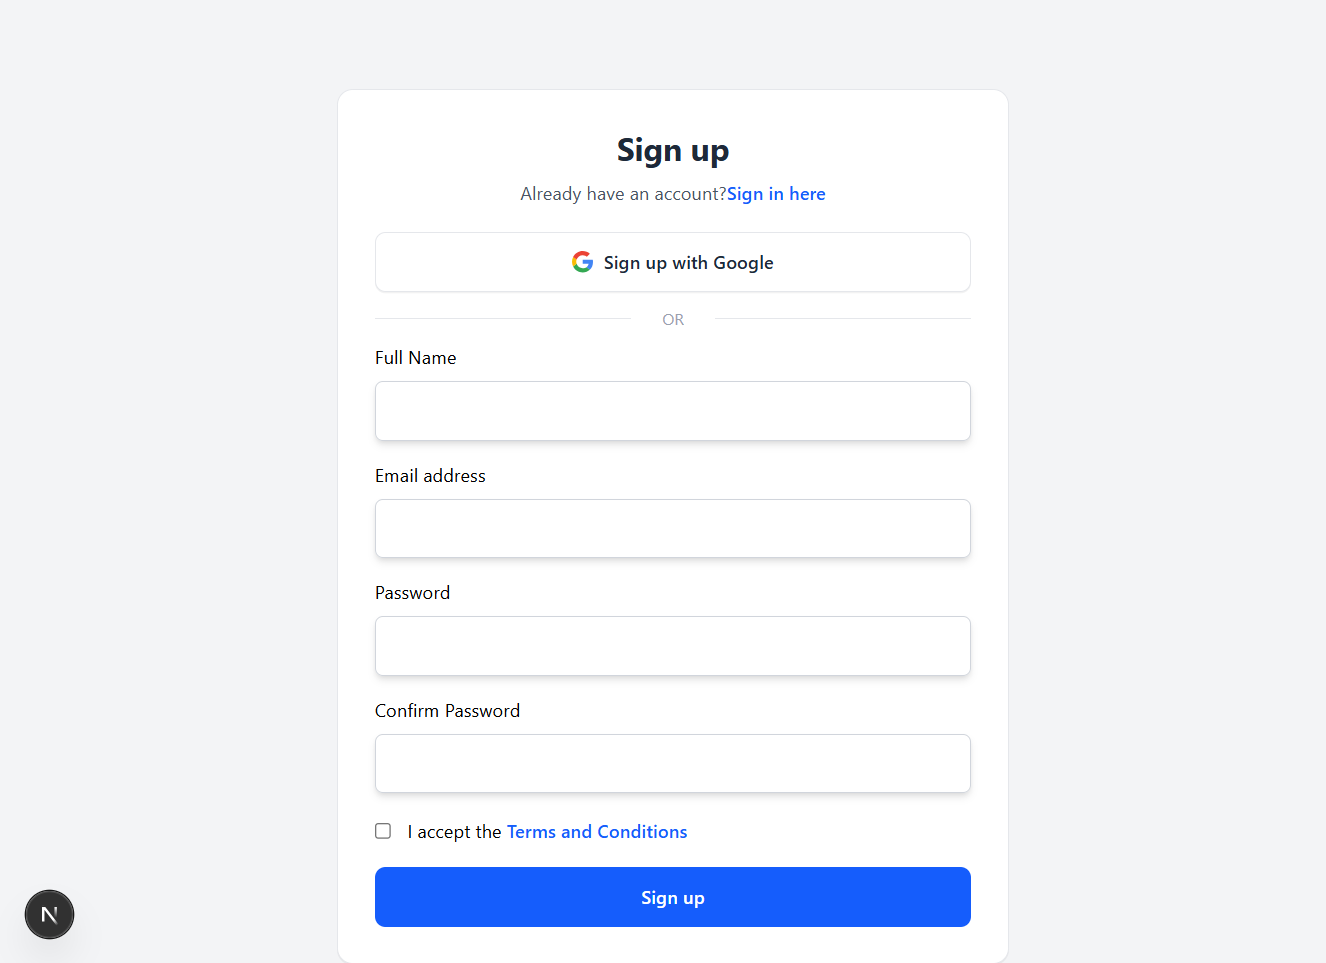 Sign up
Already have an account?Sign in here
Sign up with Google
OR
Full Name
Email address
Password
Confirm Password
I accept the Terms and Conditions
Sign up
N